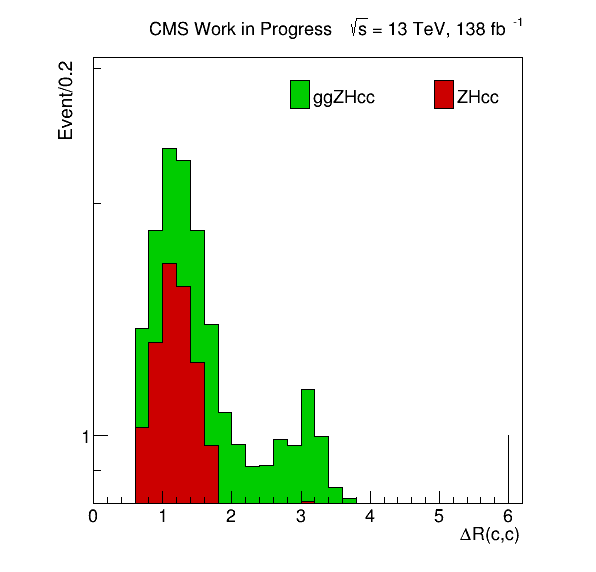 CMS Work in Progress √s = 13 TeV, 138 fb⁻¹
Event/0.2
ggZHcc ZHcc
1
0 1 2 3 4 5 6
ΔR(c,c)